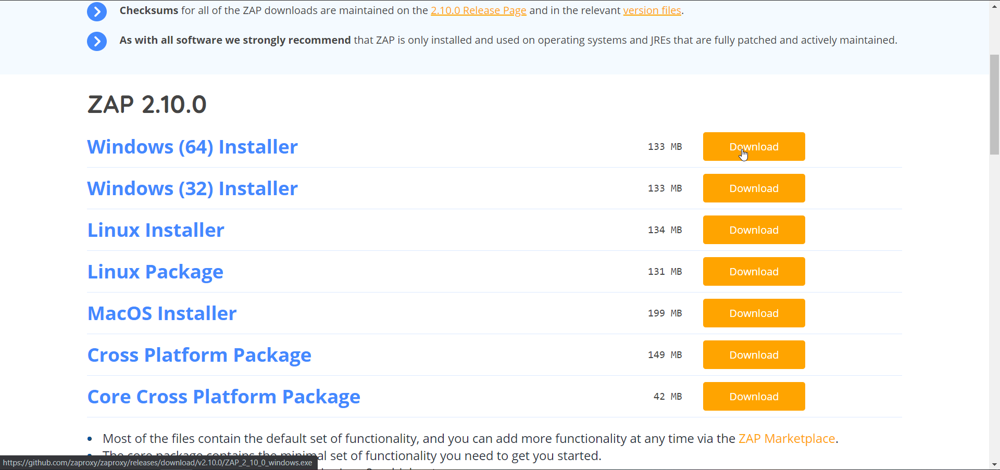 Checksums for all of the ZAP downloads are maintained on the 2.10.0 Release Page and in the relevant version files.
As with all software we strongly recommend that ZAP is only installed and used on operating systems and JREs that are fully patched and actively maintained.
ZAP 2.10.0
Windows (64) Installer 133 MB Download
Windows (32) Installer 133 MB Download
Linux Installer 134 MB Download
Linux Package 131 MB Download
MacOS Installer 199 MB Download
Cross Platform Package 149 MB Download
Core Cross Platform Package 42 MB Download
Most of the files contain the default set of functionality, and you can add more functionality at any time via the ZAP Marketplace.
The core package contains the minimal set of functionality you need to get you started.
https://github.com/zaproxy/zaproxy/releases/download/v2.10.0/ZAP_2_10_0_windows.exe